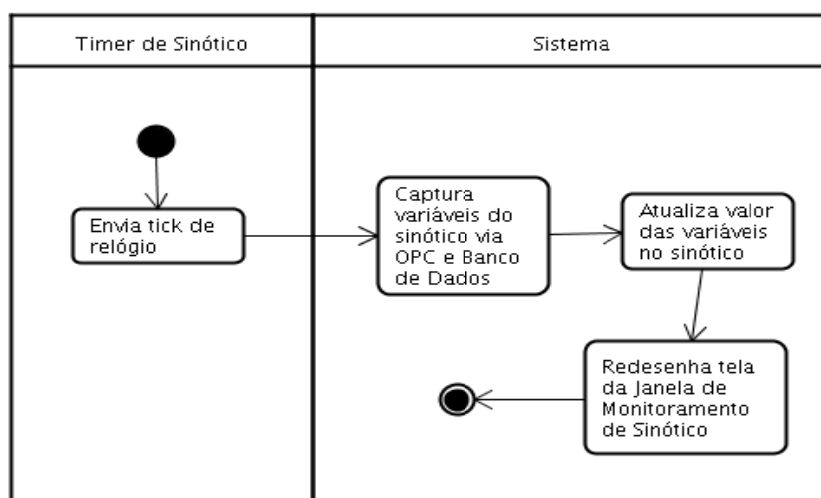 Timer de Sinótico
Sistema
Envia tick de
relógio
Captura
variáveis do
sinótico via
OPC e Banco
de Dados
Atualiza valor
das variáveis
no sinótico
Redesenha tela
da Janela de
Monitoramento
de Sinótico